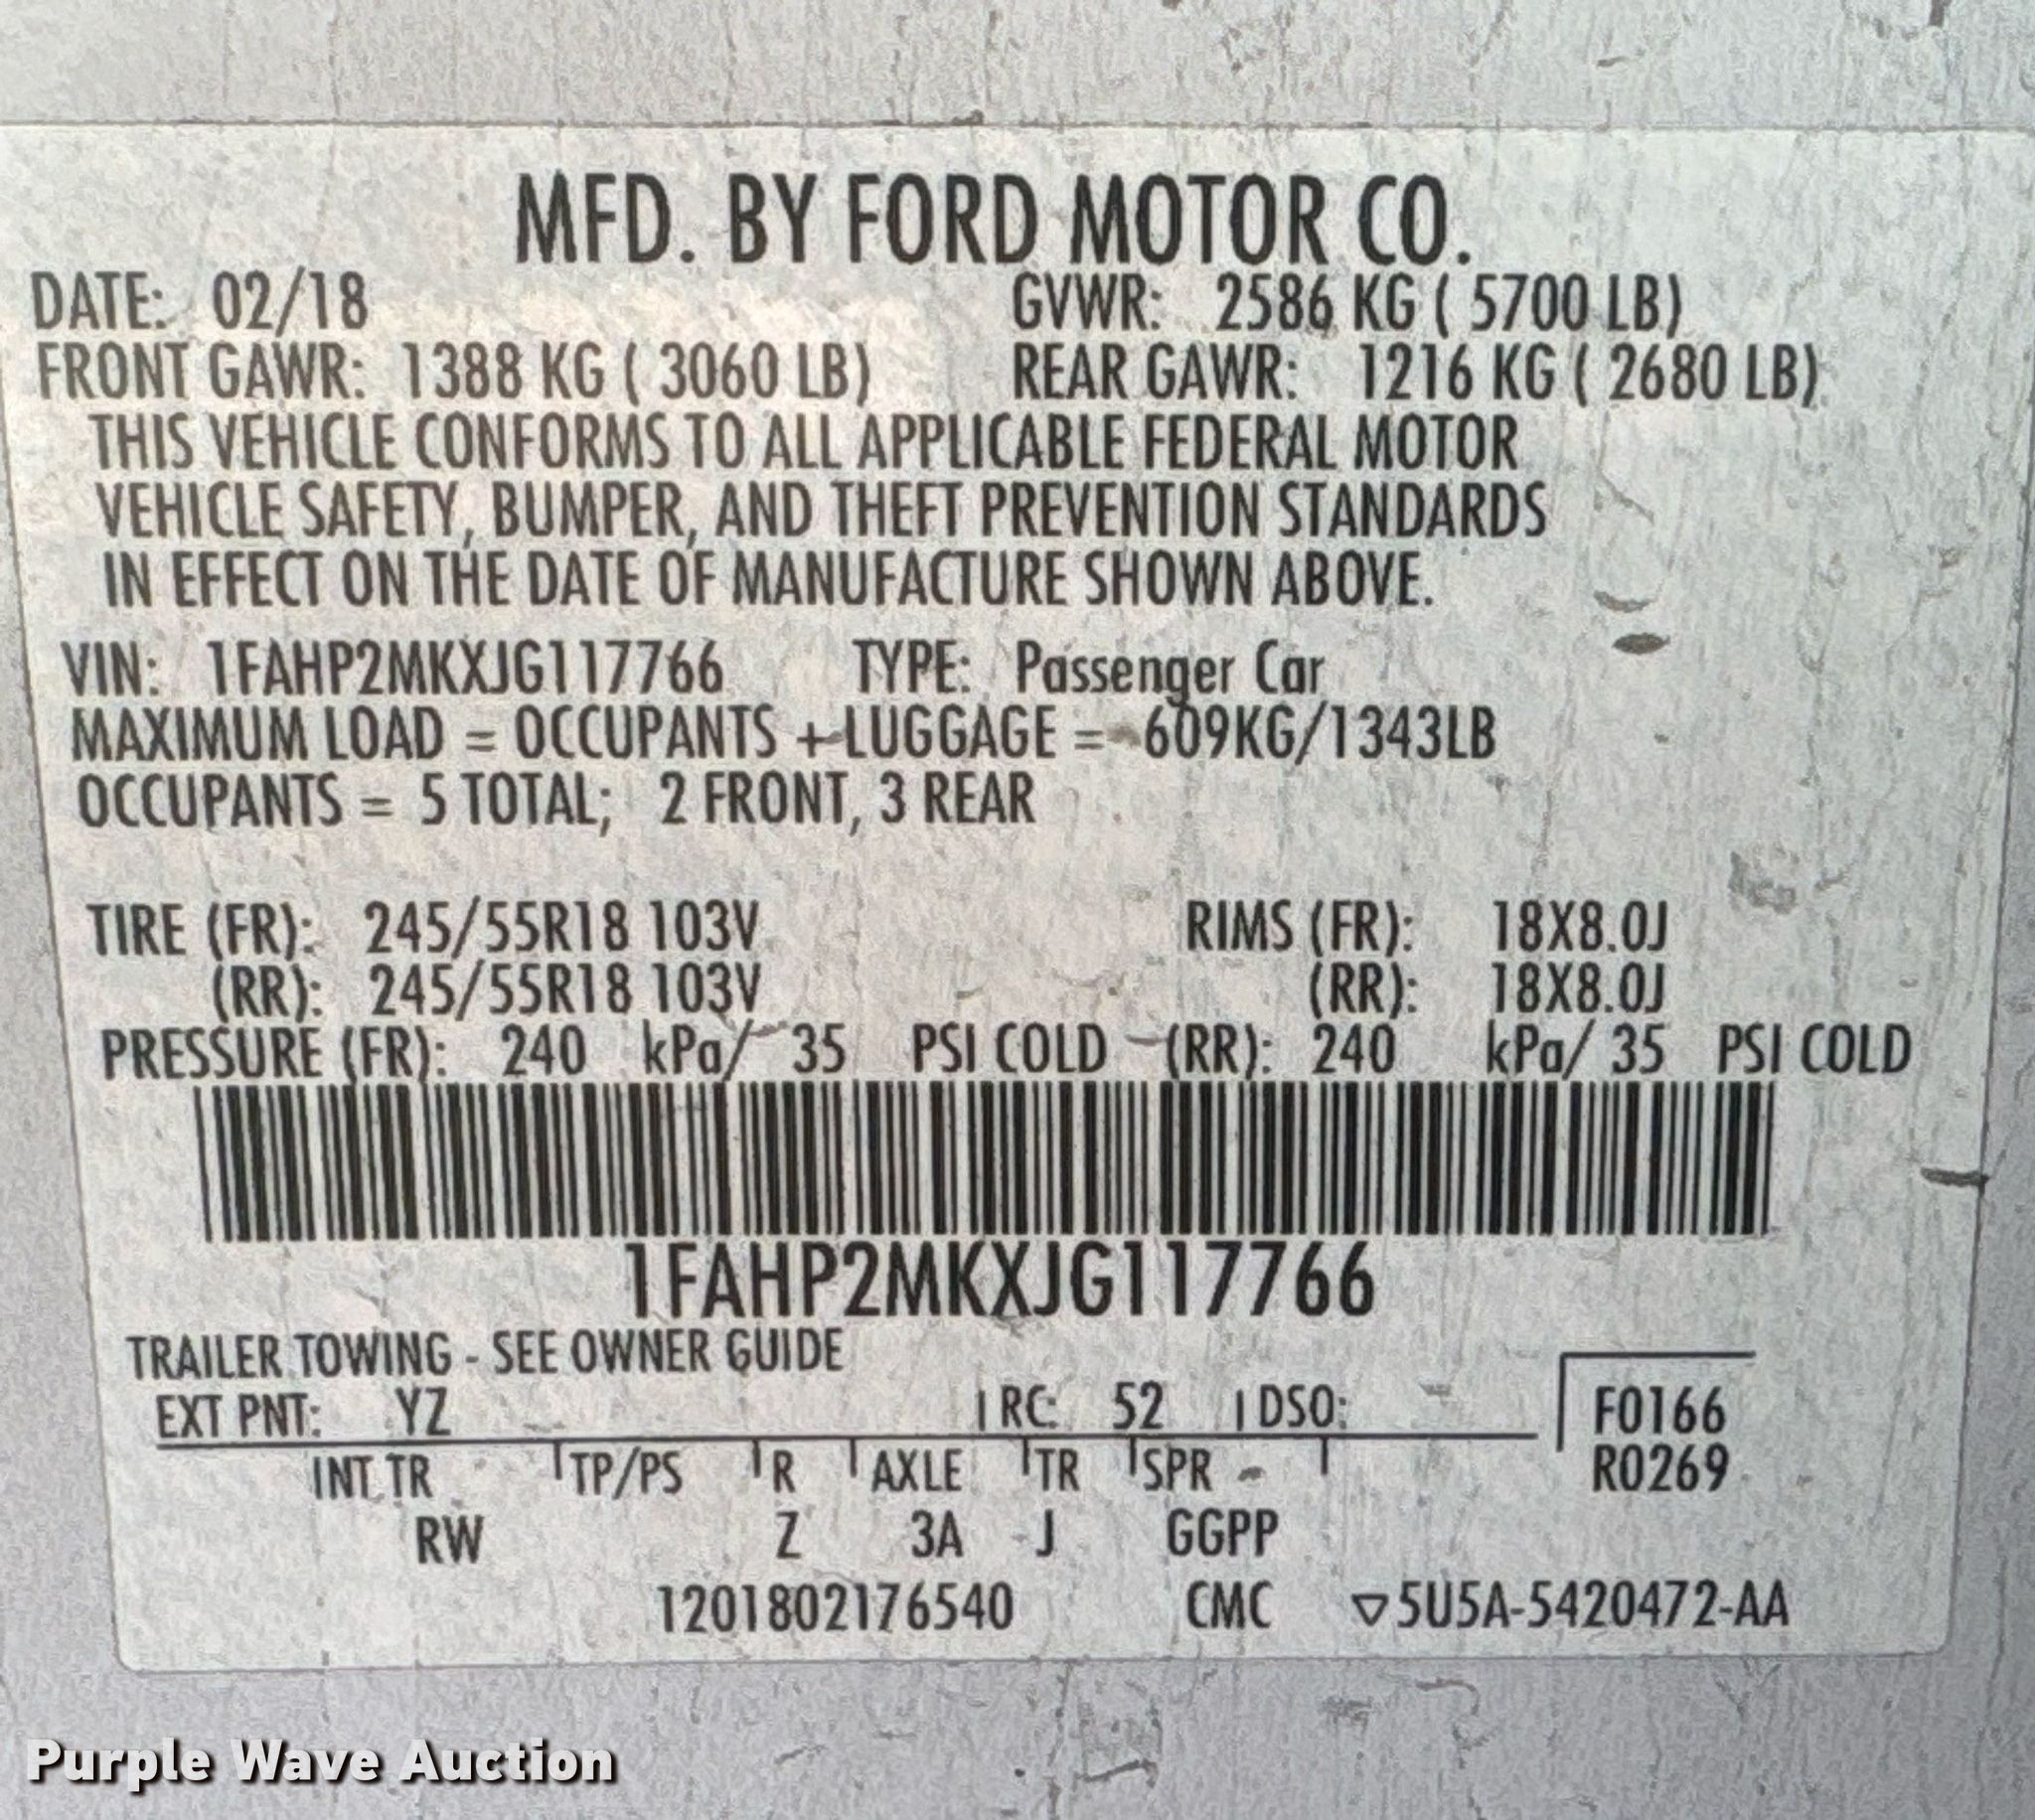 MFD. BY FORD MOTOR CO.
DATE: 02/18 GVWR: 2586 KG ( 5700 LB)
FRONT GAWR: 1388 KG ( 3060 LB) REAR GAWR: 1216 KG ( 2680 LB)
THIS VEHICLE CONFORMS TO ALL APPLICABLE FEDERAL MOTOR
VEHICLE SAFETY, BUMPER, AND THEFT PREVENTION STANDARDS
IN EFFECT ON THE DATE OF MANUFACTURE SHOWN ABOVE.
VIN: 1FAHP2MKXJG117766 TYPE: Passenger Car
MAXIMUM LOAD = OCCUPANTS + LUGGAGE = 609KG/1343LB
OCCUPANTS = 5 TOTAL; 2 FRONT, 3 REAR
TIRE (FR): 245/55R18 103V RIMS (FR): 18X8.0J
(RR): 245/55R18 103V (RR): 18X8.0J
PRESSURE (FR): 240 kPa/ 35 PSI COLD (RR): 240 kPa/ 35 PSI COLD
1FAHP2MKXJG117766
TRAILER TOWING - SEE OWNER GUIDE
EXT PNT: YZ RC: 52 DSO: F0166
INT TR TP/PS R AXLE TR SPR R0269
RW Z 3A J GGPP
1201802176540 CMC ▽5U5A-5420472-AA
Purple Wave Auction